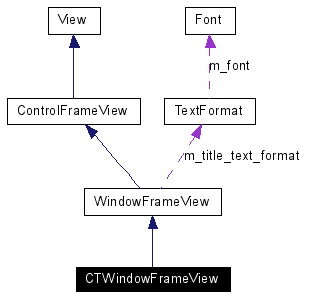 View
Font
m_font
ControlFrameView
TextFormat
m_title_text_format
WindowFrameView
CTWindowFrameView